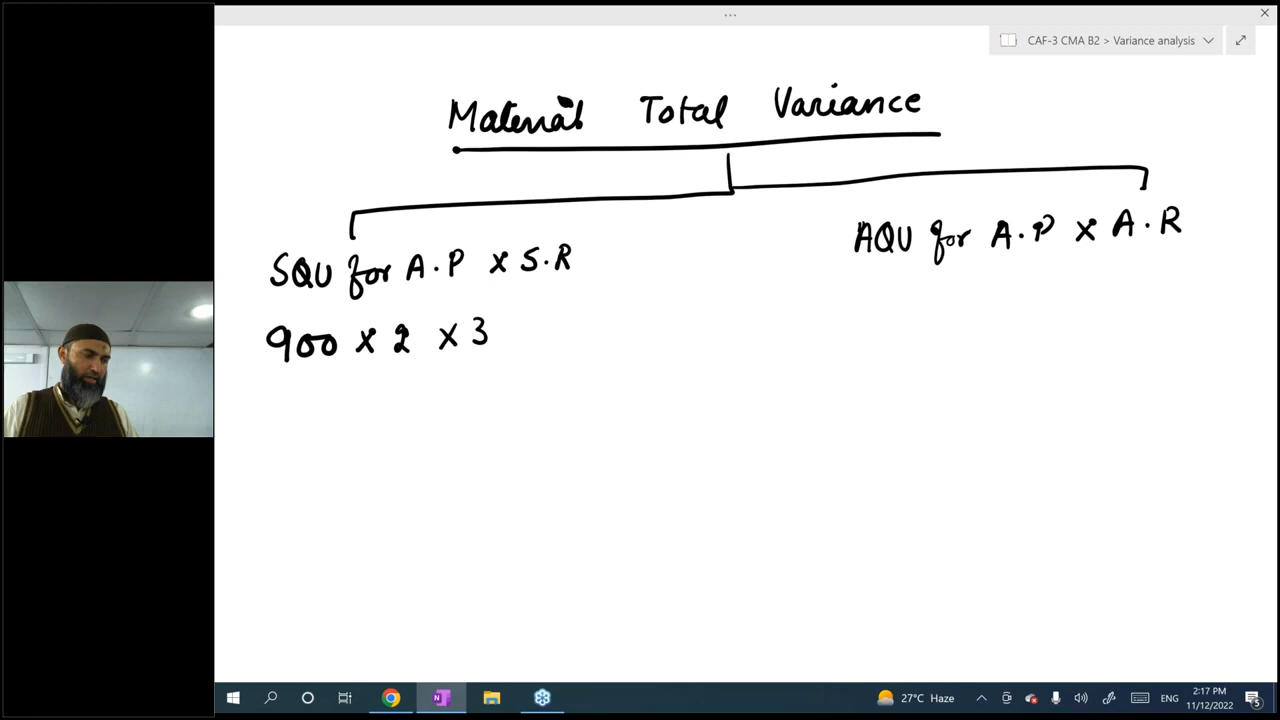 ...
×
CAF-3 CMA B2 > Variance analysis
Material Total Variance
SQU for A.P × S.R
AQU for A.P × A.R
900 × 2 × 3
27°C Haze
ENG
2:17 PM
11/12/2022
5